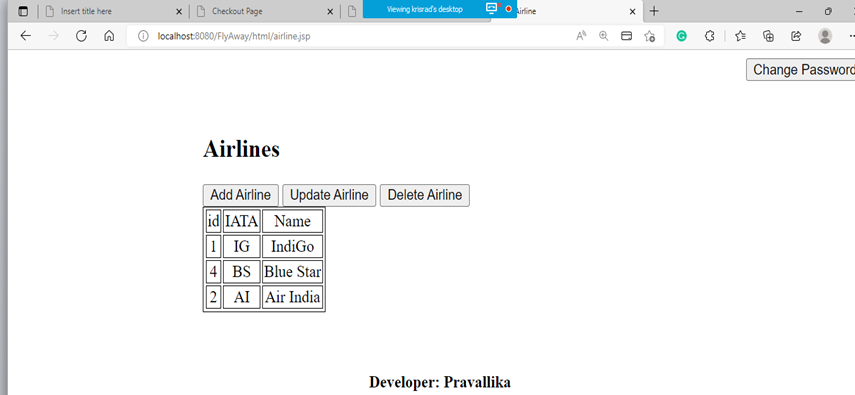 Insert title here
Checkout Page
Viewing krisrad's desktop
Airline
localhost:8080/FlyAway/html/airline.jsp
Change Password
Airlines
Add Airline Update Airline Delete Airline
id IATA Name
1 IG IndiGo
4 BS Blue Star
2 AI Air India
Developer: Pravallika